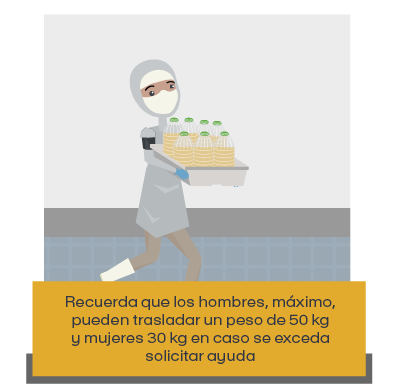 Recuerda que los hombres, máximo,
pueden trasladar un peso de 50 kg
y mujeres 30 kg en caso se exceda
solicitar ayuda